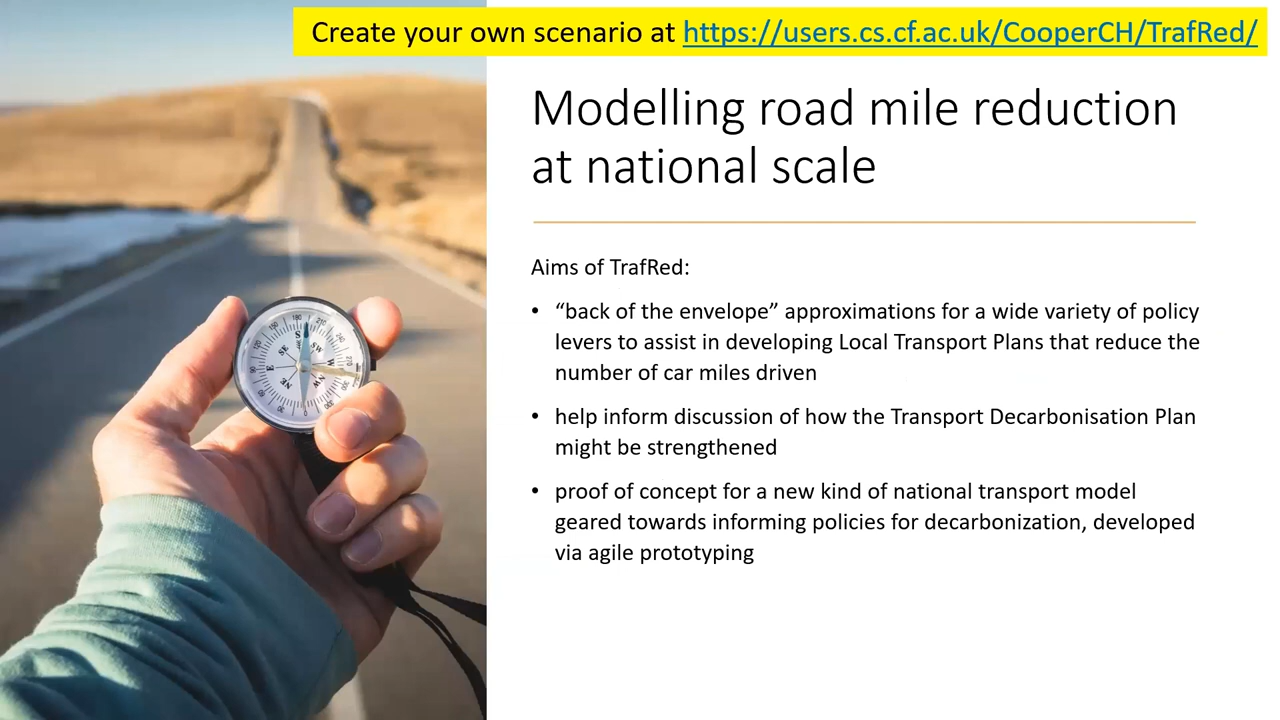 Create your own scenario at https://users.cs.cf.ac.uk/CooperCH/TrafRed/
Modelling road mile reduction
at national scale
Aims of TrafRed:
• “back of the envelope” approximations for a wide variety of policy
levers to assist in developing Local Transport Plans that reduce the
number of car miles driven
• help inform discussion of how the Transport Decarbonisation Plan
might be strengthened
• proof of concept for a new kind of national transport model
geared towards informing policies for decarbonization, developed
via agile prototyping